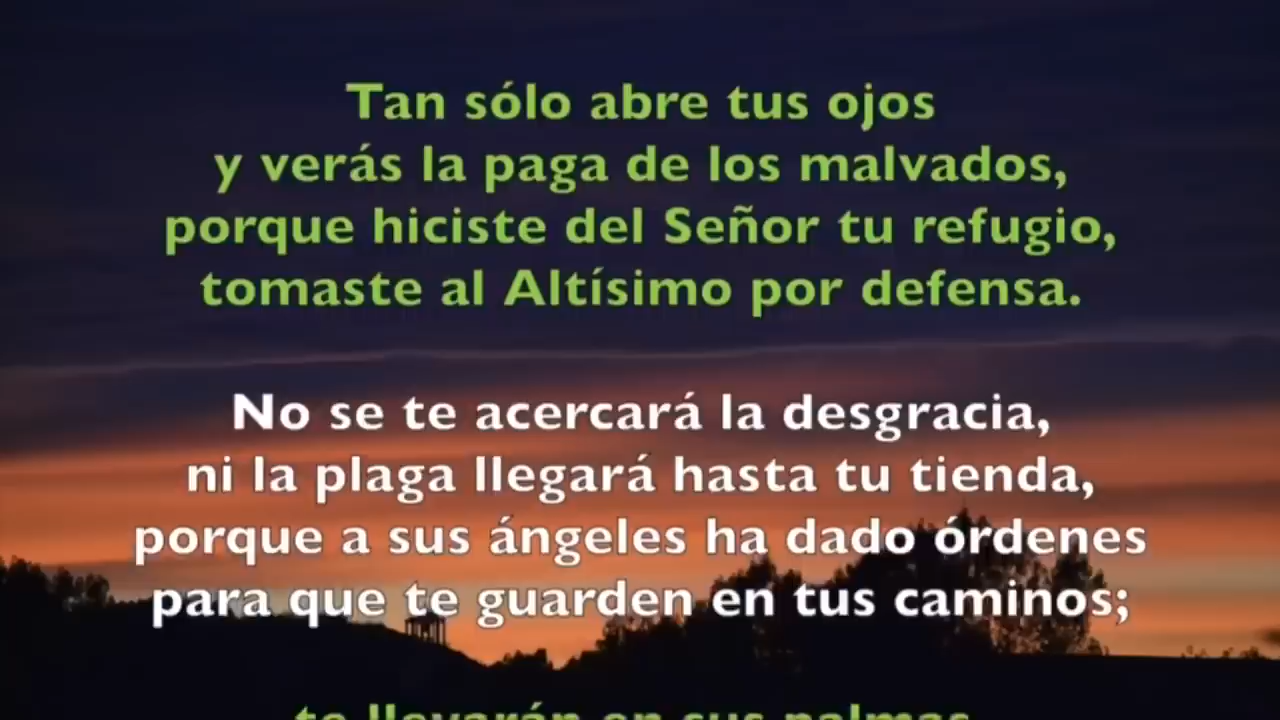 Tan sólo abre tus ojos
y verás la paga de los malvados,
porque hiciste del Señor tu refugio,
tomaste al Altísimo por defensa.
No se te acercará la desgracia,
ni la plaga llegará hasta tu tienda,
porque a sus ángeles ha dado órdenes
para que te guarden en tus caminos;
te llevarán en sus palmas